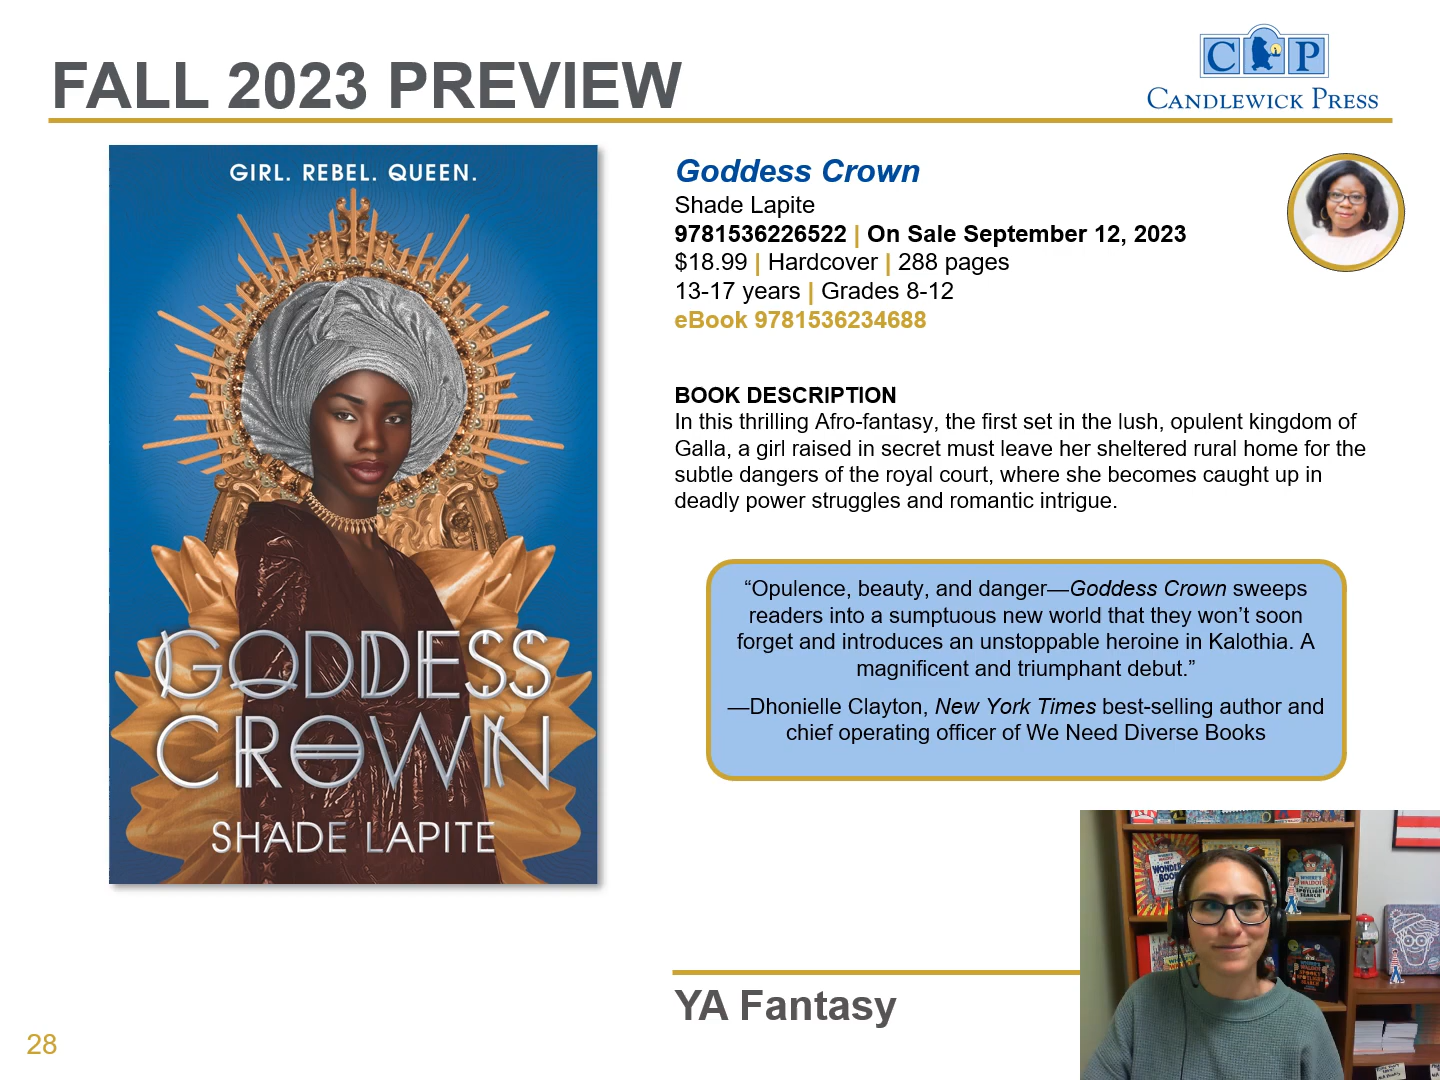 FALL 2023 PREVIEW
C P
CANDLEWICK PRESS
GIRL. REBEL. QUEEN.
GODDESS
CROWN
SHADE LAPITE
Goddess Crown
Shade Lapite
9781536226522 | On Sale September 12, 2023
$18.99 | Hardcover | 288 pages
13-17 years | Grades 8-12
eBook 9781536234688
BOOK DESCRIPTION
In this thrilling Afro-fantasy, the first set in the lush, opulent kingdom of
Galla, a girl raised in secret must leave her sheltered rural home for the
subtle dangers of the royal court, where she becomes caught up in
deadly power struggles and romantic intrigue.
“Opulence, beauty, and danger—Goddess Crown sweeps
readers into a sumptuous new world that they won’t soon
forget and introduces an unstoppable heroine in Kalothia. A
magnificent and triumphant debut.”
—Dhonielle Clayton, New York Times best-selling author and
chief operating officer of We Need Diverse Books
WONDER
YA Fantasy
28